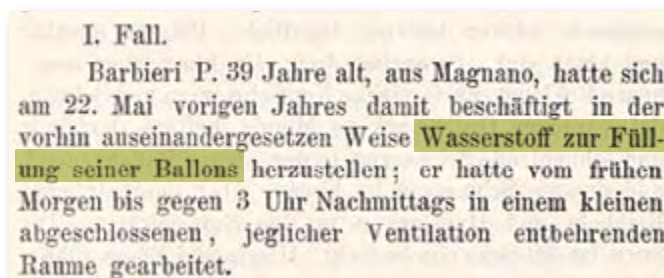 I. Fall.
Barbieri P. 39 Jahre alt, aus Magnano, hatte sich
am 22. Mai vorigen Jahres damit beschäftigt in der
vorhin auseinandergesetzen Weise Wasserstoff zur Füll-
ung seiner Ballons herzustellen; er hatte vom frühen
Morgen bis gegen 3 Uhr Nachmittags in einem kleinen
abgeschlossenen, jeglicher Ventilation entbehrenden
Raume gearbeitet.